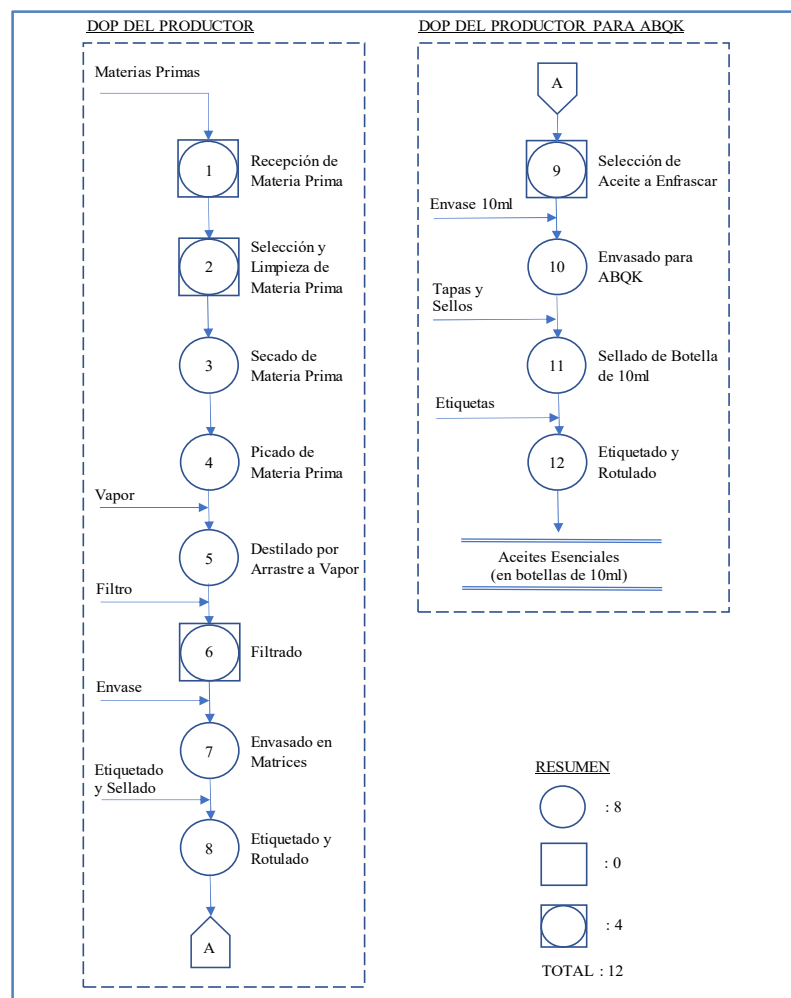 DOP DEL PRODUCTOR
Materias Primas
1
Recepción de
Materia Prima
2
Selección y
Limpieza de
Materia Prima
3
Secado de
Materia Prima
4
Picado de
Materia Prima
Vapor
5
Destilado por
Arrastre a Vapor
Filtro
6
Filtrado
Envase
7
Envasado en
Matrices
Etiquetado
y Sellado
8
Etiquetado y
Rotulado
A
DOP DEL PRODUCTOR PARA ABQK
A
9
Selección de
Aceite a Enfrascar
Envase 10ml
10
Envasado para
ABQK
Tapas y
Sellos
11
Sellado de Botella
de 10ml
Etiquetas
12
Etiquetado y
Rotulado
Aceites Esenciales
(en botellas de 10ml)
RESUMEN
: 8
: 0
: 4
TOTAL : 12